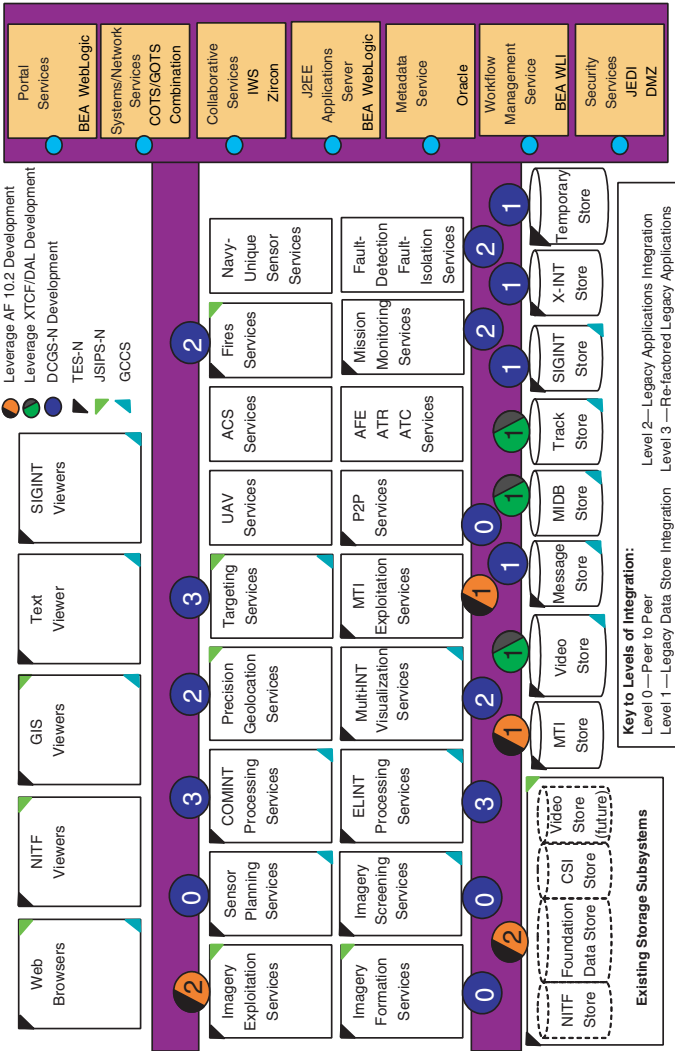 Web
Browsers
NITF
Viewers
GIS
Viewers
Text
Viewer
SIGINT
Viewers
Leverage AF 10.2 Development
Leverage XTCF/DAL Development
DCGS-N Development
TES-N
JSIPS-N
GCCS
2
0
3
2
3
2
Imagery
Exploitation
Services
Sensor
Planning
Services
COMINT
Processing
Services
Precision
Geolocation
Services
Targeting
Services
UAV
Services
ACS
Services
Fires
Services
Navy-
Unique
Sensor
Services
Imagery
Formation
Services
Imagery
Screening
Services
ELINT
Processing
Services
Multi-INT
Visualization
Services
MTI
Exploitation
Services
P2P
Services
AFE
ATR
ATC
Services
Mission
Monitoring
Services
Fault-
Detection
Fault-
Isolation
Services
0
0
3
2
1
0
2
2
2
1
1
1
1
1
1
1
1
NITF
Store
Foundation
Data Store
CSI
Store
Video
Store
(future)
Existing Storage Subsystems
MTI
Store
Video
Store
Message
Store
MIDB
Store
Track
Store
SIGINT
Store
X-INT
Store
Temporary
Store
Key to Levels of Integration:
Level 0—Peer to Peer
Level 1—Legacy Data Store Integration
Level 2—Legacy Applications Integration
Level 3 —Re-factored Legacy Applications
Portal
Services
BEA WebLogic
Systems/Network
Services
COTS/GOTS
Combination
Collaborative
Services
IWS
Zircon
J2EE
Applications
Server
BEA WebLogic
Metadata
Service
Oracle
Workflow
Management
Service
BEA WLI
Security
Services
JEDI
DMZ